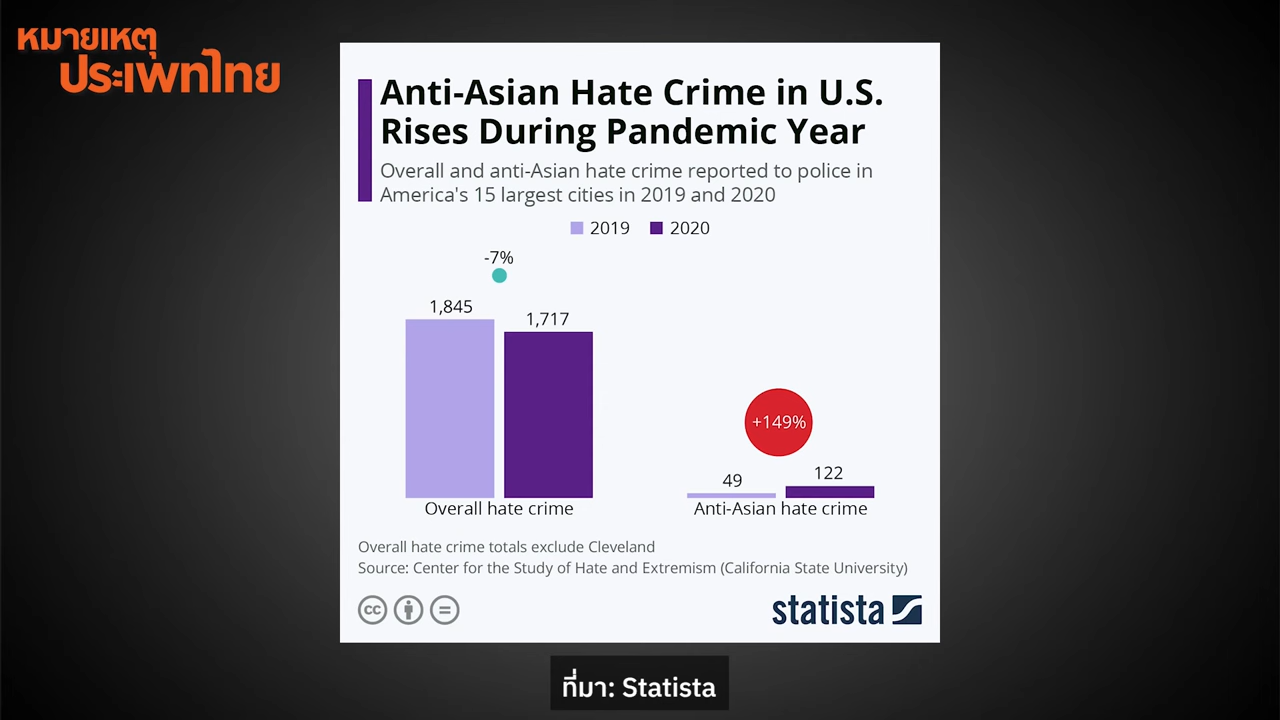 หมายเหตุ
ประเพทไทย
Anti-Asian Hate Crime in U.S.
Rises During Pandemic Year
Overall and anti-Asian hate crime reported to police in
America's 15 largest cities in 2019 and 2020
2019 2020
-7%
1,845
1,717
+149%
49
122
Overall hate crime
Anti-Asian hate crime
Overall hate crime totals exclude Cleveland
Source: Center for the Study of Hate and Extremism (California State University)
cc
statista
ที่มา: Statista